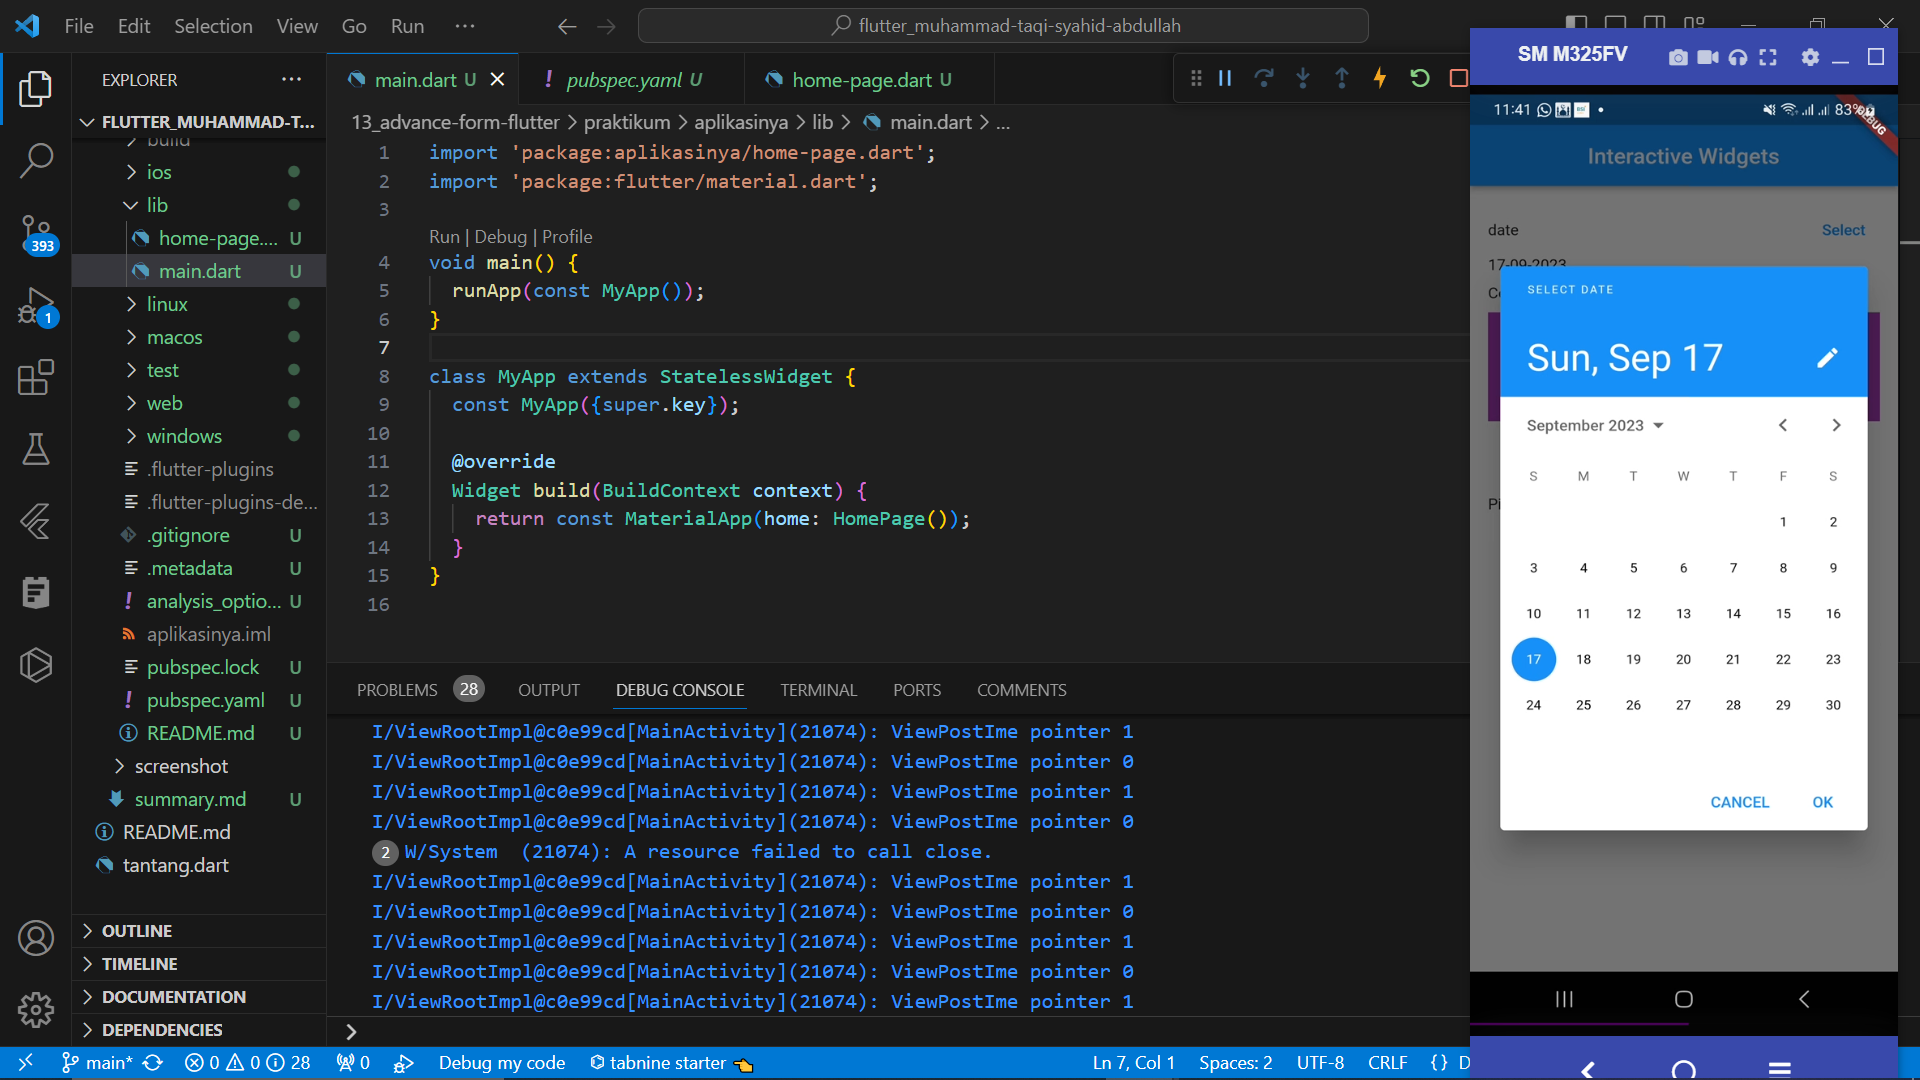 File Edit Selection View Go Run ···
flutter_muhammad-taqi-syahid-abdullah
EXPLORER
FLUTTER_MUHAMMAD-T...
build
ios
lib
home-page.... U
main.dart U
linux
macos
test
web
windows
.flutter-plugins
.flutter-plugins-de...
.gitignore U
.metadata U
analysis_optio... U
aplikasinya.iml
pubspec.lock U
pubspec.yaml U
README.md U
screenshot
summary.md U
README.md
tantang.dart
OUTLINE
TIMELINE
DOCUMENTATION
DEPENDENCIES
393
1
main.dart U
! pubspec.yaml U
home-page.dart U
13_advance-form-flutter > praktikum > aplikasinya > lib > main.dart > ...
1 import 'package:aplikasinya/home-page.dart';
2 import 'package:flutter/material.dart';
3
Run | Debug | Profile
4 void main() {
5 runApp(const MyApp());
6 }
7
8 class MyApp extends StatelessWidget {
9 const MyApp({super.key});
10
11 @override
12 Widget build(BuildContext context) {
13 return const MaterialApp(home: HomePage());
14 }
15 }
16
PROBLEMS 28 OUTPUT DEBUG CONSOLE TERMINAL PORTS COMMENTS
I/ViewRootImpl@c0e99cd[MainActivity](21074): ViewPostIme pointer 1
I/ViewRootImpl@c0e99cd[MainActivity](21074): ViewPostIme pointer 0
I/ViewRootImpl@c0e99cd[MainActivity](21074): ViewPostIme pointer 1
I/ViewRootImpl@c0e99cd[MainActivity](21074): ViewPostIme pointer 0
2 W/System (21074): A resource failed to call close.
I/ViewRootImpl@c0e99cd[MainActivity](21074): ViewPostIme pointer 1
I/ViewRootImpl@c0e99cd[MainActivity](21074): ViewPostIme pointer 0
I/ViewRootImpl@c0e99cd[MainActivity](21074): ViewPostIme pointer 1
I/ViewRootImpl@c0e99cd[MainActivity](21074): ViewPostIme pointer 0
I/ViewRootImpl@c0e99cd[MainActivity](21074): ViewPostIme pointer 1
main* 0 0 28 0 Debug my code tabnine starter Ln 7, Col 1 Spaces: 2 UTF-8 CRLF {} D
SM M325FV
11:41 83%
DEBUG
Interactive Widgets
date Select
17-09-2023
SELECT DATE
Sun, Sep 17
September 2023
S M T W T F S
1 2
3 4 5 6 7 8 9
10 11 12 13 14 15 16
17 18 19 20 21 22 23
24 25 26 27 28 29 30
CANCEL OK